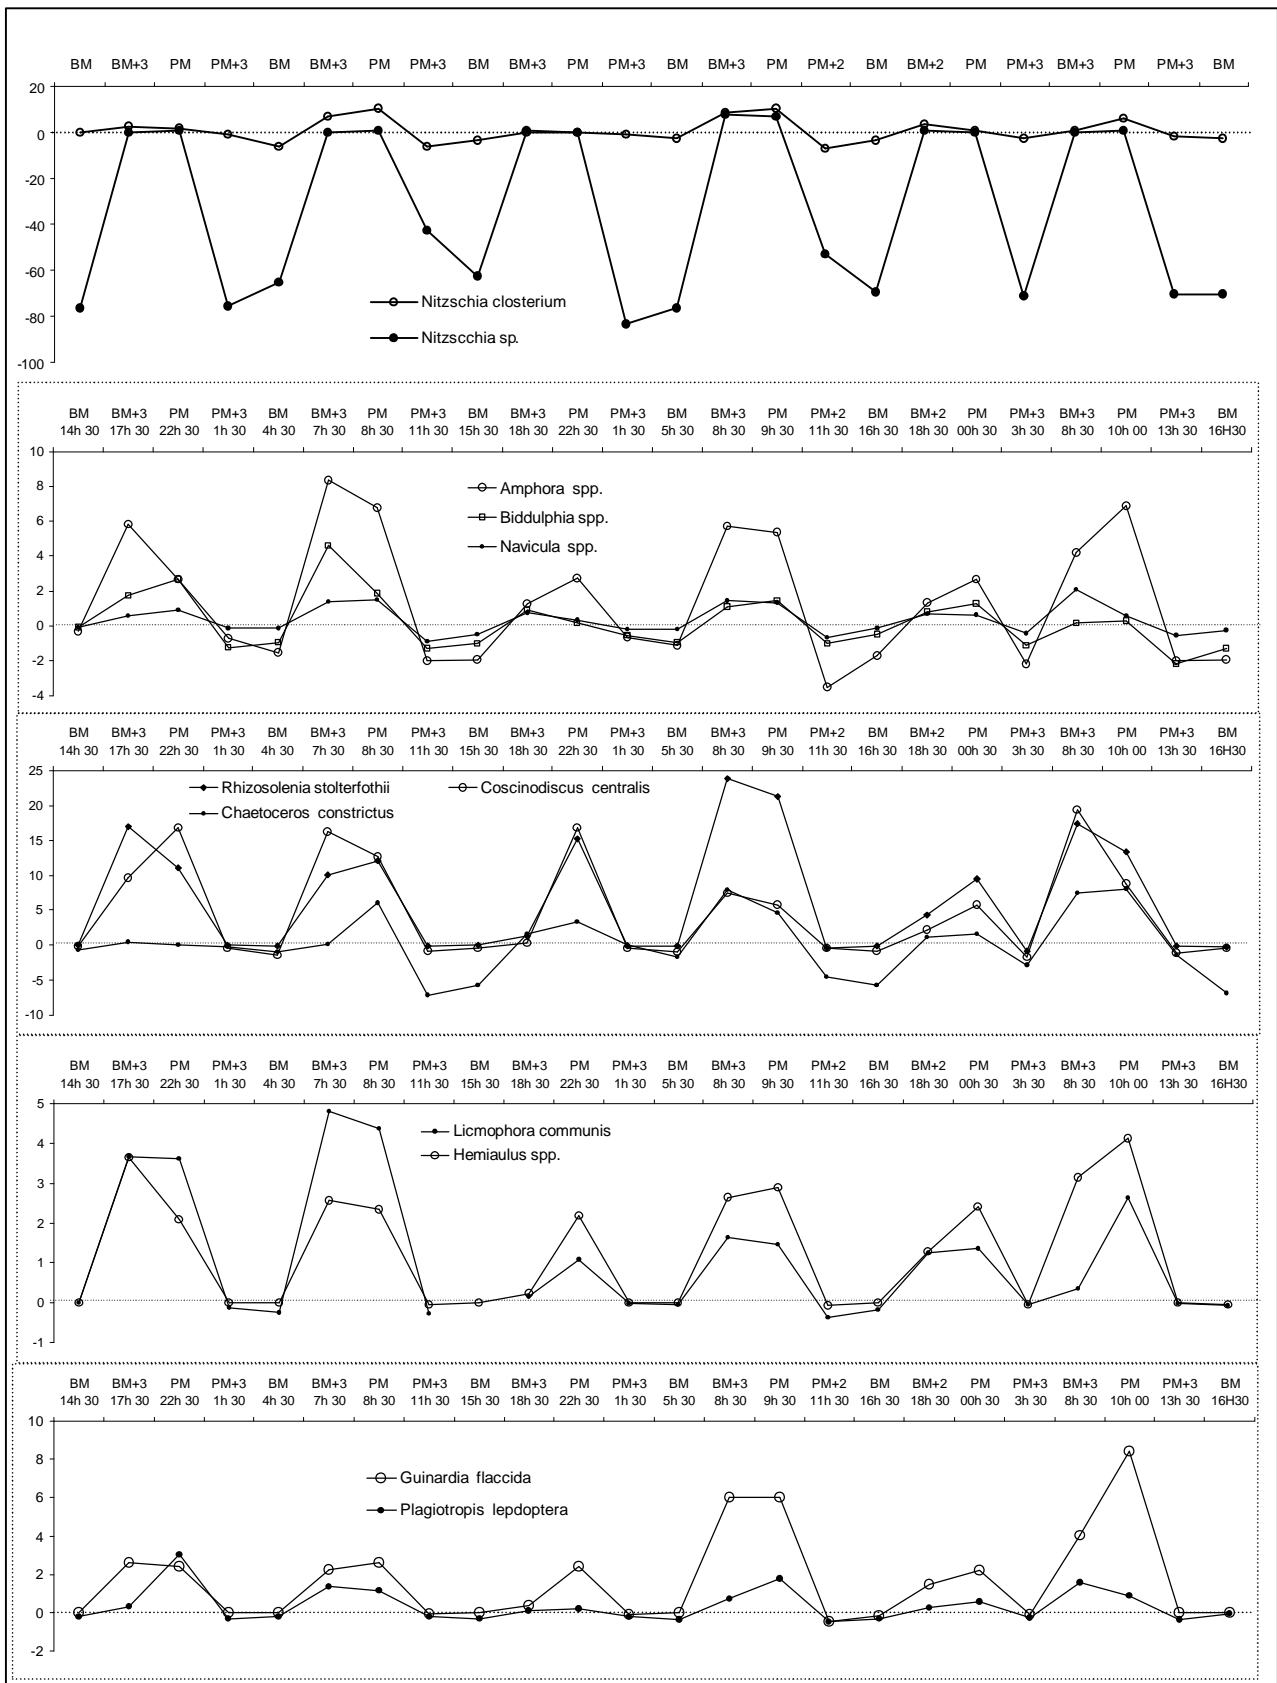 BM BM+3 PM PM+3 BM BM+3 PM PM+3 BM BM+3 PM PM+3 BM BM+3 PM PM+2 BM BM+2 PM PM+3 BM+3 PM PM+3 BM
20
0
-20
-40
-60
Nitzschia closterium
-80
Nitzscchia sp.
-100
BM BM+3 PM PM+3 BM BM+3 PM PM+3 BM BM+3 PM PM+3 BM BM+3 PM PM+2 BM BM+2 PM PM+3 BM+3 PM PM+3 BM
14h 30 17h 30 22h 30 1h 30 4h 30 7h 30 8h 30 11h 30 15h 30 18h 30 22h 30 1h 30 5h 30 8h 30 9h 30 11h 30 16h 30 18h 30 00h 30 3h 30 8h 30 10h 00 13h 30 16H30
10
8
Amphora spp.
6
Biddulphia spp.
Navicula spp.
4
2
0
-2
-4
BM BM+3 PM PM+3 BM BM+3 PM PM+3 BM BM+3 PM PM+3 BM BM+3 PM PM+2 BM BM+2 PM PM+3 BM+3 PM PM+3 BM
14h 30 17h 30 22h 30 1h 30 4h 30 7h 30 8h 30 11h 30 15h 30 18h 30 22h 30 1h 30 5h 30 8h 30 9h 30 11h 30 16h 30 18h 30 00h 30 3h 30 8h 30 10h 00 13h 30 16H30
25
Rhizosolenia stolterfothii Coscinodiscus centralis
20
Chaetoceros constrictus
15
10
5
0
-5
-10
BM BM+3 PM PM+3 BM BM+3 PM PM+3 BM BM+3 PM PM+3 BM BM+3 PM PM+2 BM BM+2 PM PM+3 BM+3 PM PM+3 BM
14h 30 17h 30 22h 30 1h 30 4h 30 7h 30 8h 30 11h 30 15h 30 18h 30 22h 30 1h 30 5h 30 8h 30 9h 30 11h 30 16h 30 18h 30 00h 30 3h 30 8h 30 10h 00 13h 30 16H30
5
Licmophora communis
4
Hemiaulus spp.
3
2
1
0
-1
BM BM+3 PM PM+3 BM BM+3 PM PM+3 BM BM+3 PM PM+3 BM BM+3 PM PM+2 BM BM+2 PM PM+3 BM+3 PM PM+3 BM
14h 30 17h 30 22h 30 1h 30 4h 30 7h 30 8h 30 11h 30 15h 30 18h 30 22h 30 1h 30 5h 30 8h 30 9h 30 11h 30 16h 30 18h 30 00h 30 3h 30 8h 30 10h 00 13h 30 16H30
10
8
Guinardia flaccida
6
Plagiotropis lepdoptera
4
2
0
-2